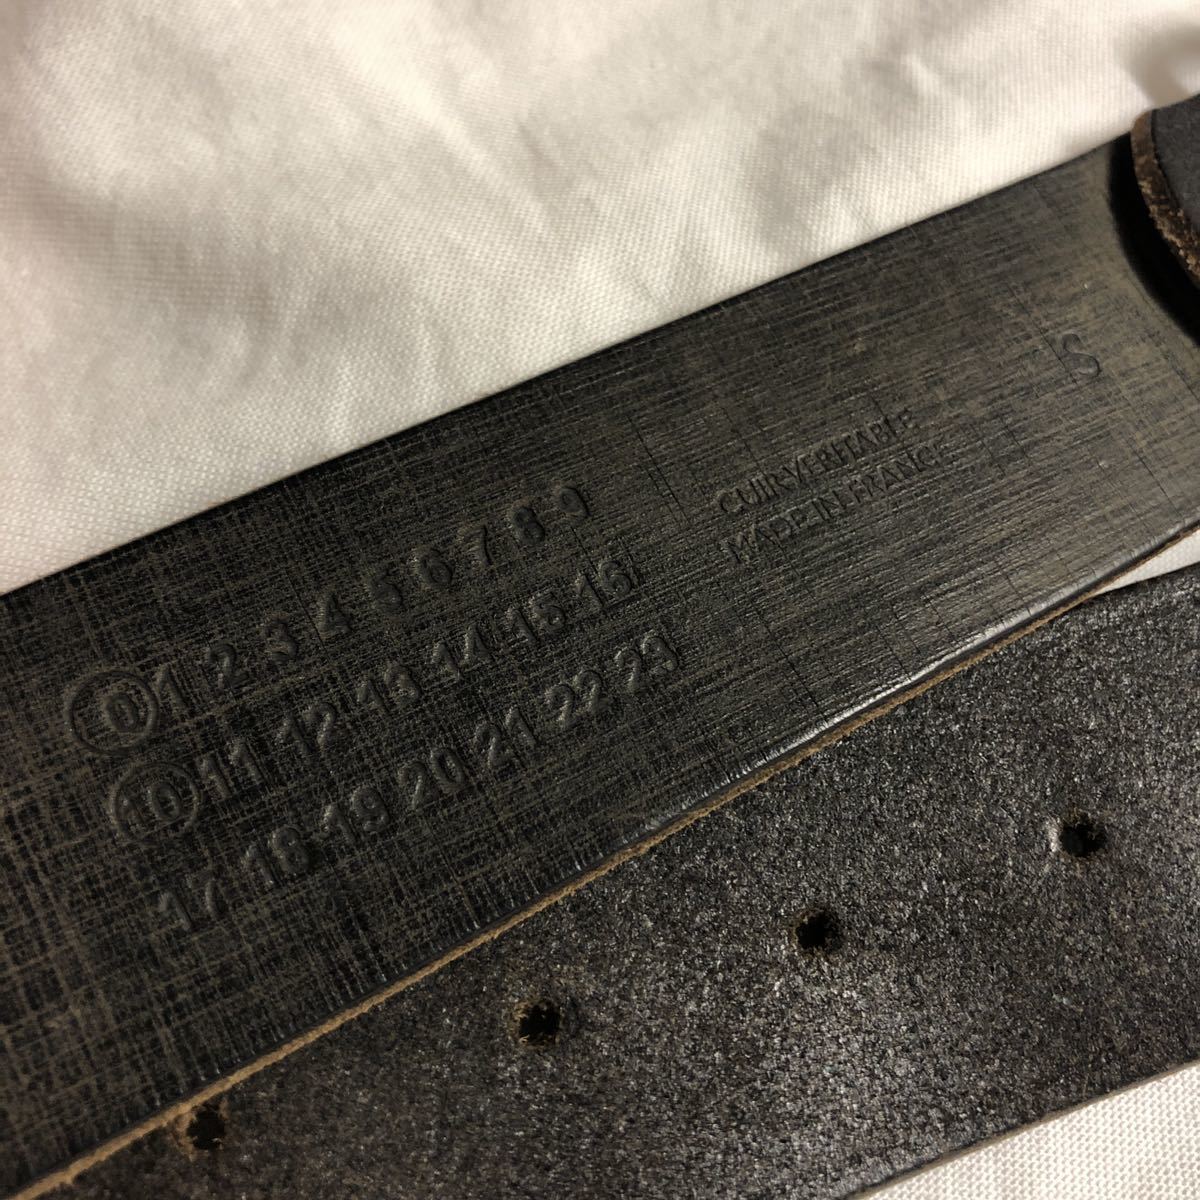 0 1 2 3 4 5 6 7 8 9
10 11 12 13 14 15 16
17 18 19 20 21 22 23
CUIR VERITABLE
MADE IN FRANCE
S